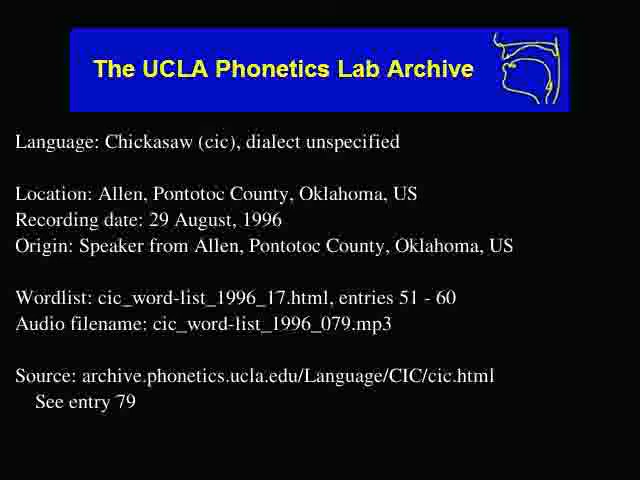 The UCLA Phonetics Lab Archive
Language: Chickasaw (cic), dialect unspecified
Location: Allen, Pontotoc County, Oklahoma, US
Recording date: 29 August, 1996
Origin: Speaker from Allen, Pontotoc County, Oklahoma, US
Wordlist: cic_word-list_1996_17.html, entries 51 - 60
Audio filename: cic_word-list_1996_079.mp3
Source: archive.phonetics.ucla.edu/Language/CIC/cic.html
See entry 79